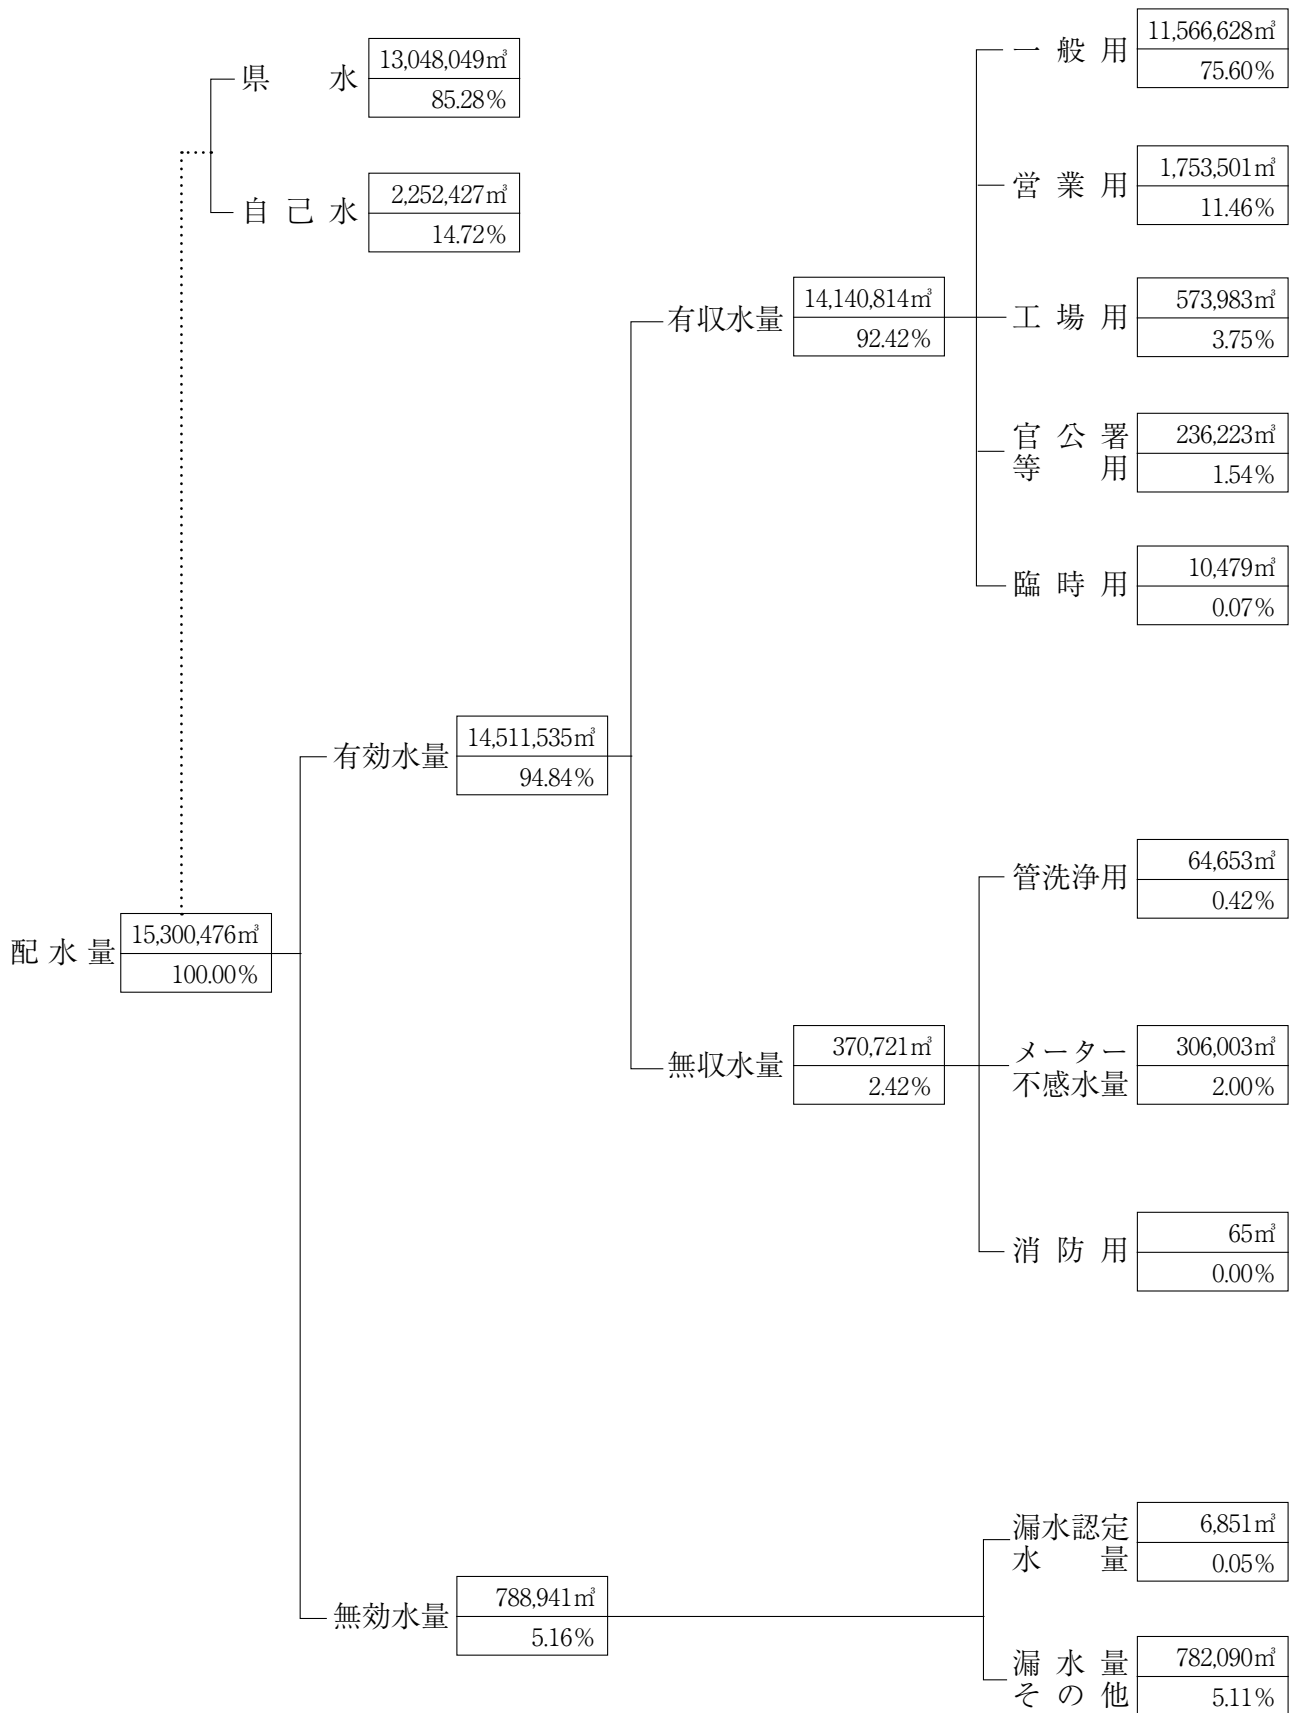 県水
13,048,049㎥
85.28%
自己水
2,252,427㎥
14.72%
配水量
15,300,476㎥
100.00%
有効水量
14,511,535㎥
94.84%
有収水量
14,140,814㎥
92.42%
一般用
11,566,628㎥
75.60%
営業用
1,753,501㎥
11.46%
工場用
573,983㎥
3.75%
官公署
等用
236,223㎥
1.54%
臨時用
10,479㎥
0.07%
無収水量
370,721㎥
2.42%
管洗浄用
64,653㎥
0.42%
メーター
不感水量
306,003㎥
2.00%
消防用
65㎥
0.00%
無効水量
788,941㎥
5.16%
漏水認定
水量
6,851㎥
0.05%
漏水量
その他
782,090㎥
5.11%